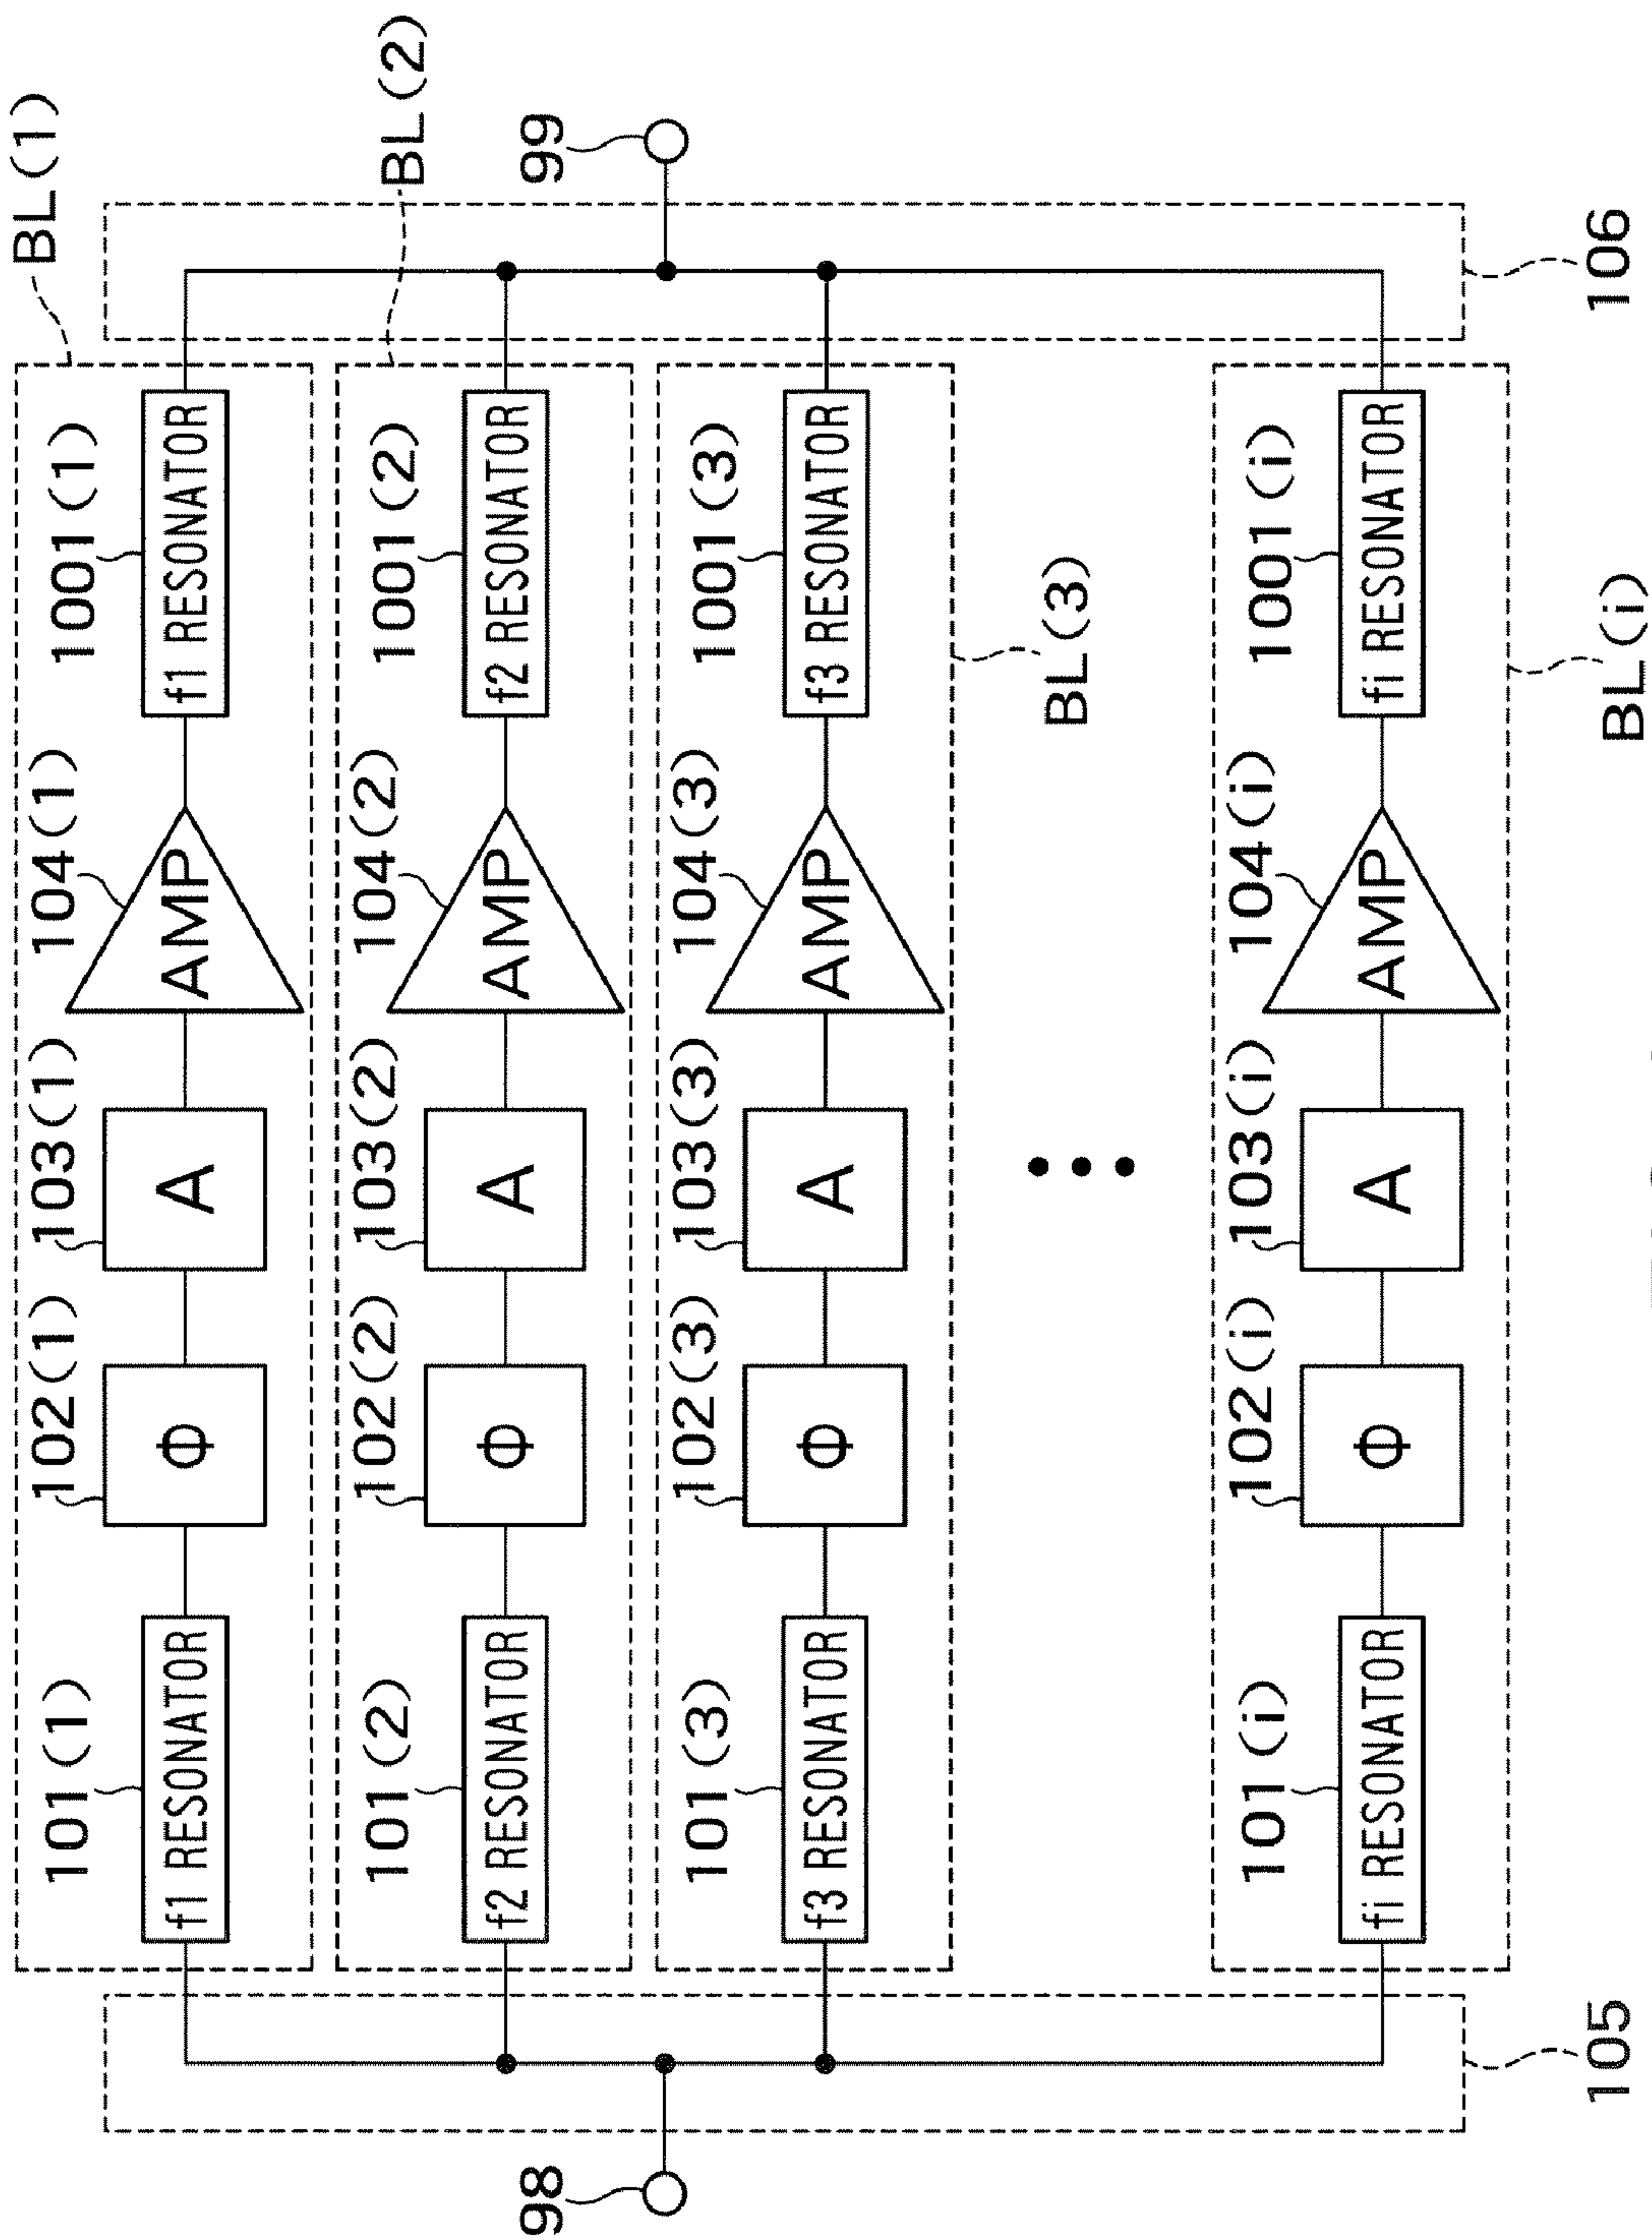 BL(1)
BL(2)
101(1)
102(1)
103(1)
104(1)
1001(1)
f1 RESONATOR
Φ
A
AMP
f1 RESONATOR
99
101(2)
102(2)
103(2)
104(2)
1001(2)
f2 RESONATOR
Φ
A
AMP
f2 RESONATOR
98
101(3)
102(3)
103(3)
104(3)
1001(3)
f3 RESONATOR
Φ
A
AMP
f3 RESONATOR
BL(3)
101(i)
102(i)
103(i)
104(i)
1001(i)
fi RESONATOR
Φ
A
AMP
fi RESONATOR
105
BL(i)
106